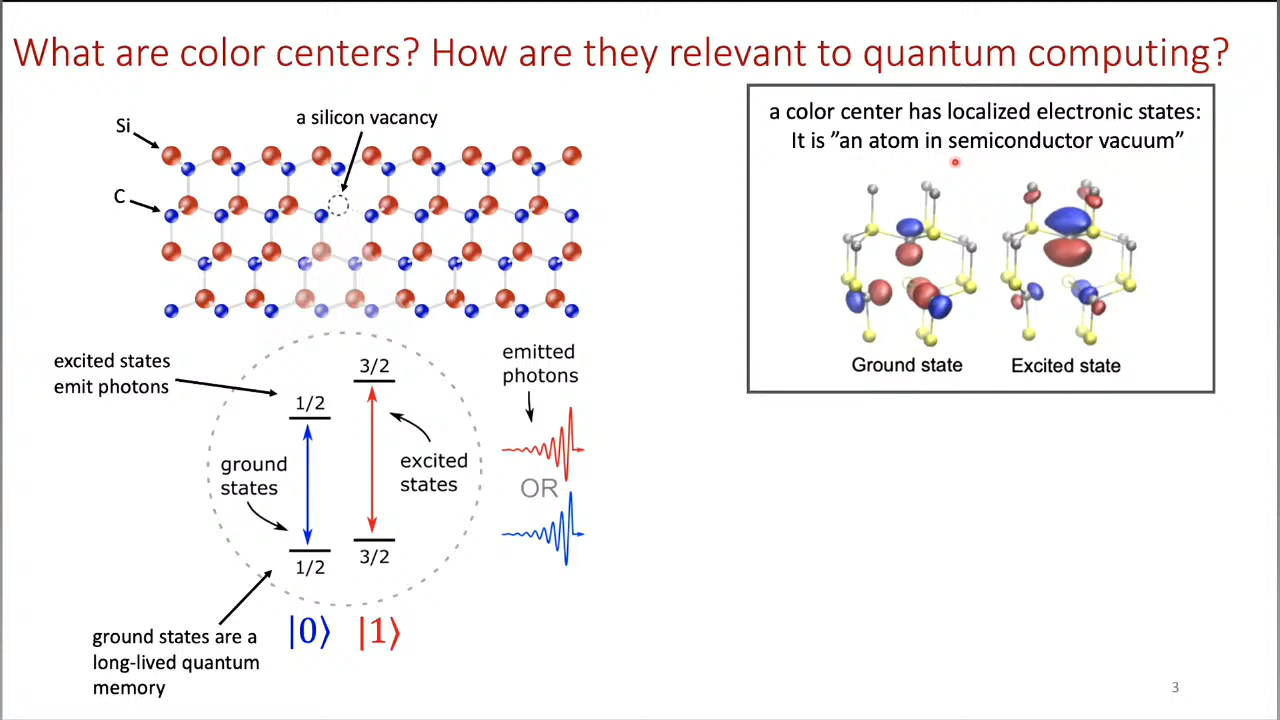 What are color centers? How are they relevant to quantum computing?
a silicon vacancy
Si
C
a color center has localized electronic states:
It is ”an atom in semiconductor vacuum”
Ground state
Excited state
excited states
emit photons
1/2
3/2
ground
states
excited
states
1/2
3/2
emitted
photons
OR
|0⟩ |1⟩
ground states are a
long-lived quantum
memory
3